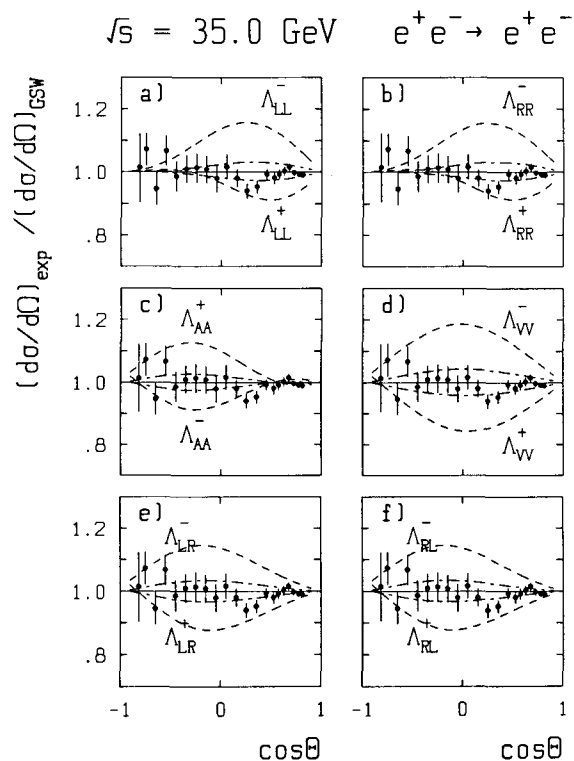 √s = 35.0 GeV e⁺e⁻→ e⁺e⁻
(dσ/dΩ)exp /(dσ/dΩ)GSW
a) Λ⁻LL
Λ⁺LL
b) Λ⁻RR
Λ⁺RR
1.2
1.0
.8
c) Λ⁺AA
Λ⁻AA
d) Λ⁻VV
Λ⁺VV
1.2
1.0
.8
e) Λ⁻LR
Λ⁺LR
f) Λ⁻RL
Λ⁺RL
1.2
1.0
.8
-1 0 1 -1 0 1
cosΘ cosΘ